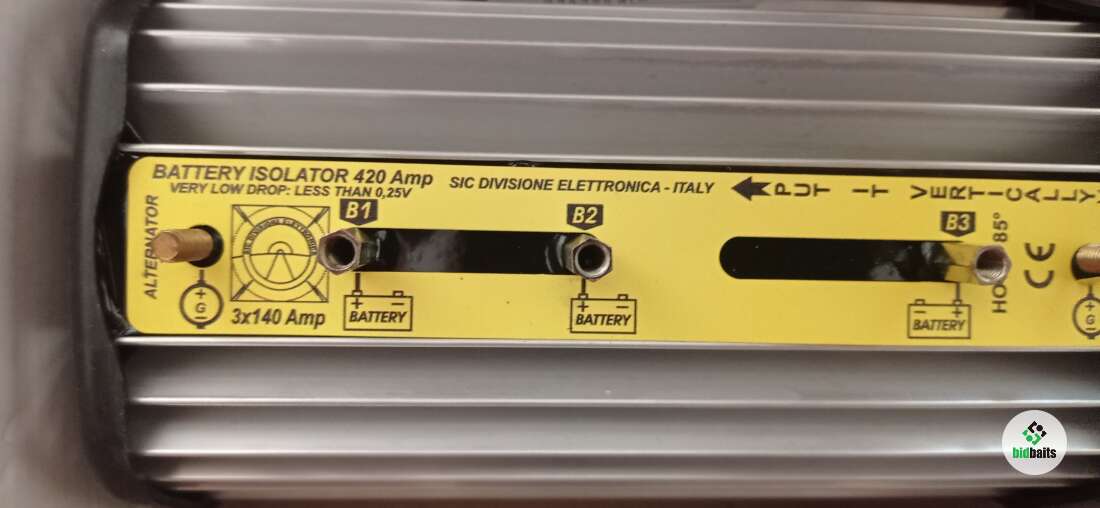 BATTERY ISOLATOR 420 Amp
VERY LOW DROP: LESS THAN 0,25V
SIC DIVISIONE ELETTRONICA - ITALY
PUT IT VERTICALLY
ALTERNATOR
B1
B2
B3
85°
CE
+
G
-
3x140 Amp
+ -
BATTERY
+ -
BATTERY
- +
BATTERY
+
G
-
bidbaits